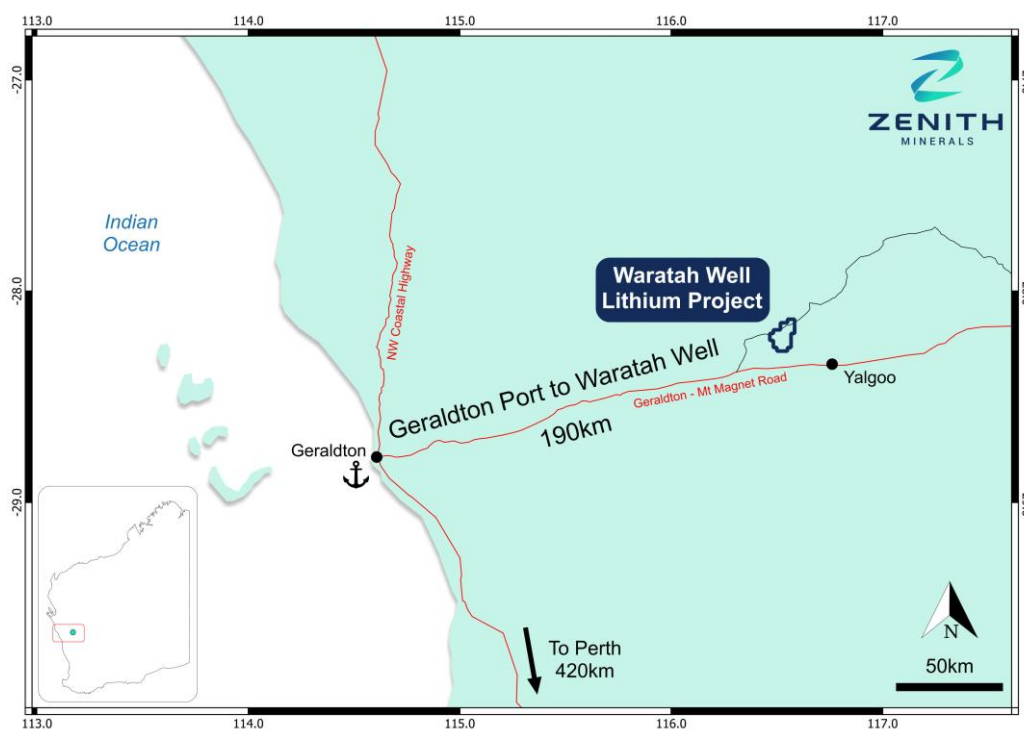 113.0
114.0
115.0
116.0
117.0
-27.0
ZENITH
MINERALS
Indian
Ocean
NW Coastal Highway
-28.0
Waratah Well
Lithium Project
Geraldton Port to Waratah Well
190km
Geraldton - Mt Magnet Road
Yalgoo
Geraldton
-29.0
To Perth
420km
N
50km
113.0
114.0
115.0
116.0
117.0